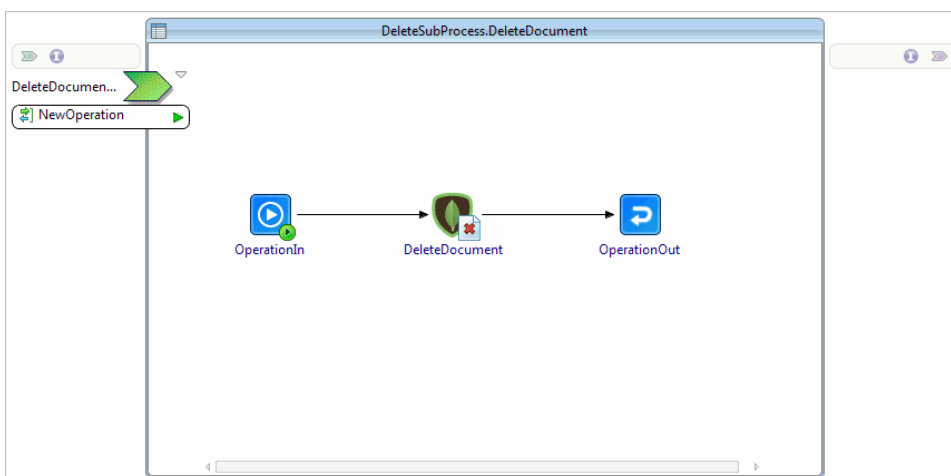 DeleteSubProcess.DeleteDocument
DeleteDocumen...
NewOperation
OperationIn
DeleteDocument
OperationOut